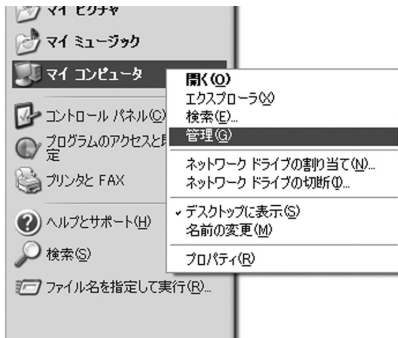 マイ ピクチャ
マイ ミュージック
マイ コンピュータ
コントロール パネル(C)
プログラムのアクセスと
定
プリンタと FAX
ヘルプとサポート(H)
検索(S)
ファイル名を指定して実行(R)...
開く(O)
エクスプローラ(X)
検索(E)...
管理(G)
ネットワーク ドライブの割り当て(N)...
ネットワーク ドライブの切断(I)...
デスクトップに表示(S)
名前の変更(M)
プロパティ(R)